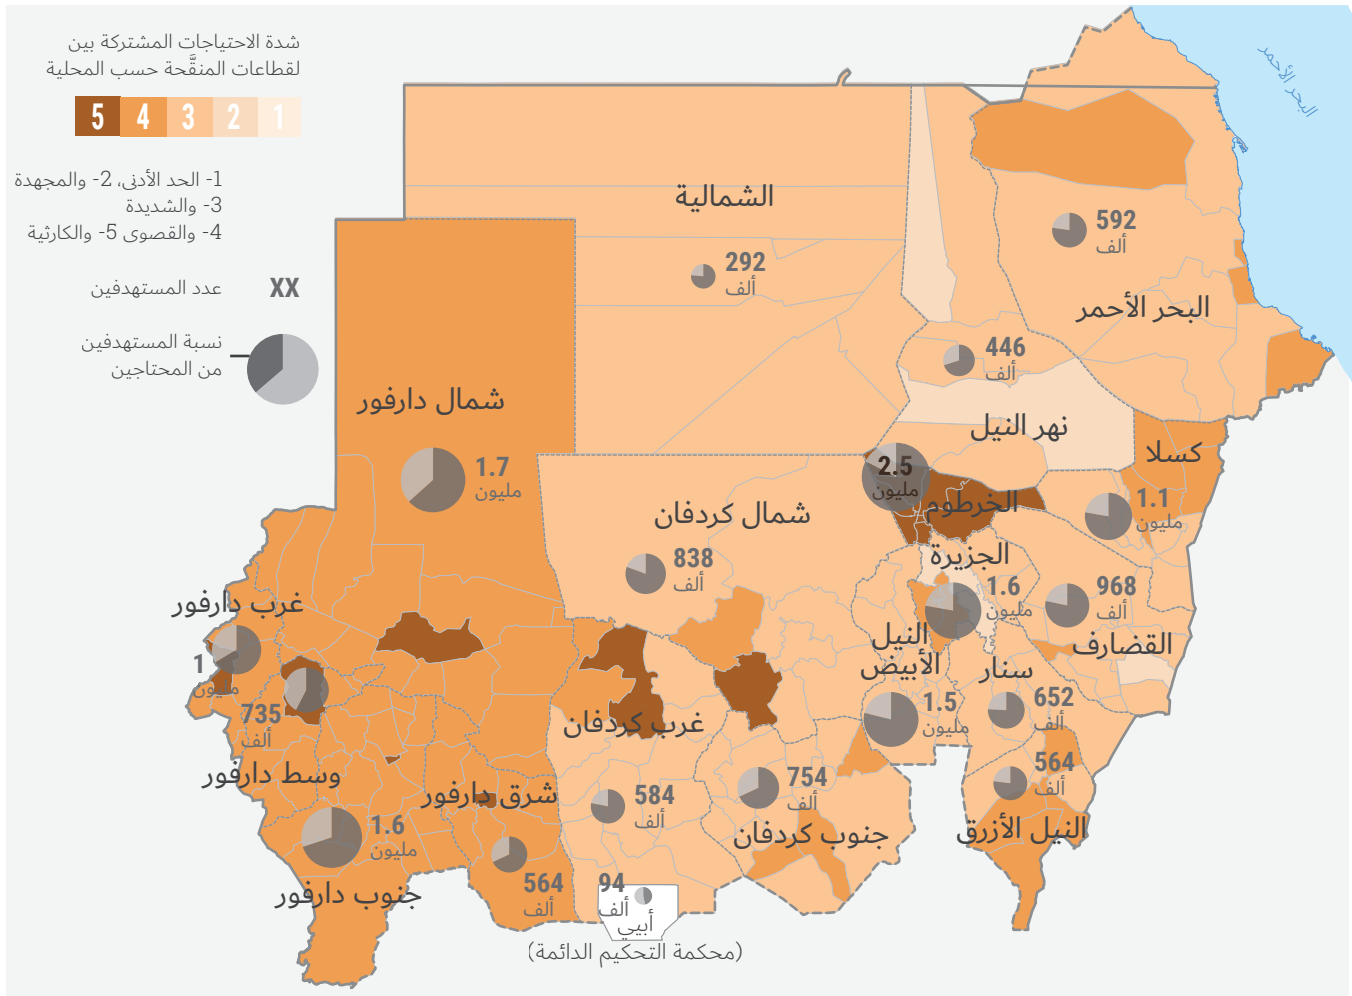 شدة الاحتياجات المشتركة بين
لقطاعات المنقَّحة حسب المحلية
5 4 3 2 1
1- الحد الأدنى، 2- والمجهدة
3- والشديدة
4- والقصوى 5- والكارثية
XX عدد المستهدفين
نسبة المستهدفين
من المحتاجين
البحر الأحمر
الشمالية
292
ألف
592
ألف
البحر الأحمر
446
ألف
نهر النيل
شمال دارفور
1.7
مليون
كسلا
1.1
مليون
2.5
مليون
الخرطوم
شمال كردفان
838
ألف
الجزيرة
1.6
مليون
968
ألف
القضارف
غرب دارفور
1
مليون
النيل
الأبيض
1.5
مليون
سنار
652
ألف
735
ألف
وسط دارفور
غرب كردفان
584
ألف
754
ألف
جنوب كردفان
564
ألف
النيل الأزرق
شرق دارفور
564
ألف
1.6
مليون
جنوب دارفور
94
ألف
أبيي
(محكمة التحكيم الدائمة)